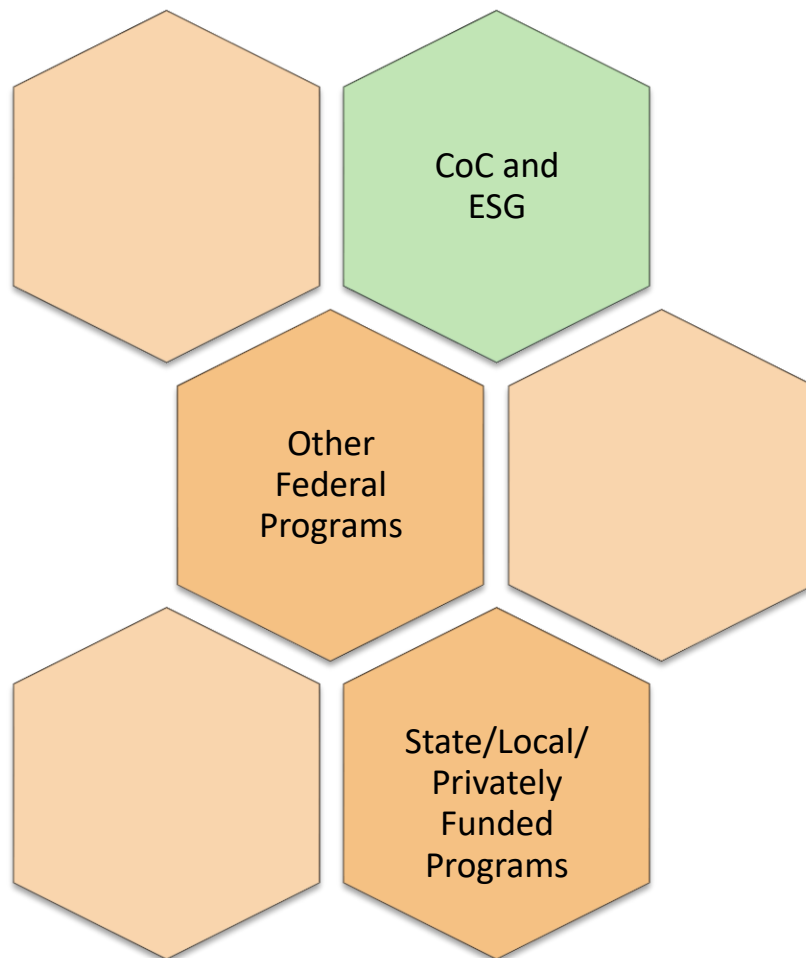 CoC and
ESG
Other
Federal
Programs
State/Local/
Privately
Funded
Programs